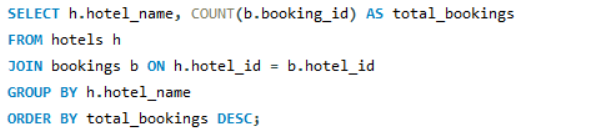 SELECT h.hotel_name, COUNT(b.booking_id) AS total_bookings
FROM hotels h
JOIN bookings b ON h.hotel_id = b.hotel_id
GROUP BY h.hotel_name
ORDER BY total_bookings DESC;